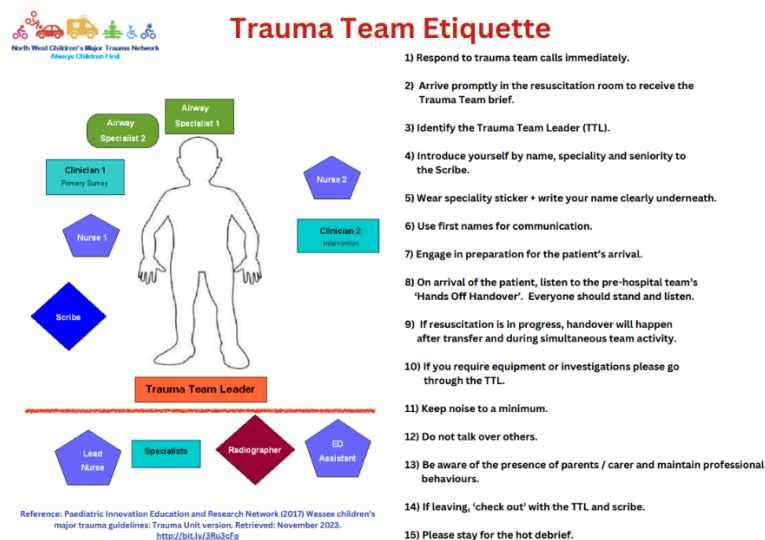 Trauma Team Etiquette
North West Children's Major Trauma Network
Always Children First
Airway
Specialist 1
Airway
Specialist 2
Clinician 1
Primary Survey
Nurse 2
Nurse 1
Clinician 2
Intervention
Scribe
Trauma Team Leader
Lead
Nurse
Specialists
Radiographer
ED
Assistant
Reference: Paediatric Innovation Education and Research Network (2017) Wessex children's
major trauma guidelines: Trauma Unit version. Retrieved: November 2023.
http://bit.ly/3Ru3cFa
1) Respond to trauma team calls immediately.
2) Arrive promptly in the resuscitation room to receive the
Trauma Team brief.
3) Identify the Trauma Team Leader (TTL).
4) Introduce yourself by name, speciality and seniority to
the Scribe.
5) Wear speciality sticker + write your name clearly underneath.
6) Use first names for communication.
7) Engage in preparation for the patient's arrival.
8) On arrival of the patient, listen to the pre-hospital team's
'Hands Off Handover'. Everyone should stand and listen.
9) If resuscitation is in progress, handover will happen
after transfer and during simultaneous team activity.
10) If you require equipment or investigations please go
through the TTL.
11) Keep noise to a minimum.
12) Do not talk over others.
13) Be aware of the presence of parents / carer and maintain professional
behaviours.
14) If leaving, 'check out' with the TTL and scribe.
15) Please stay for the hot debrief.